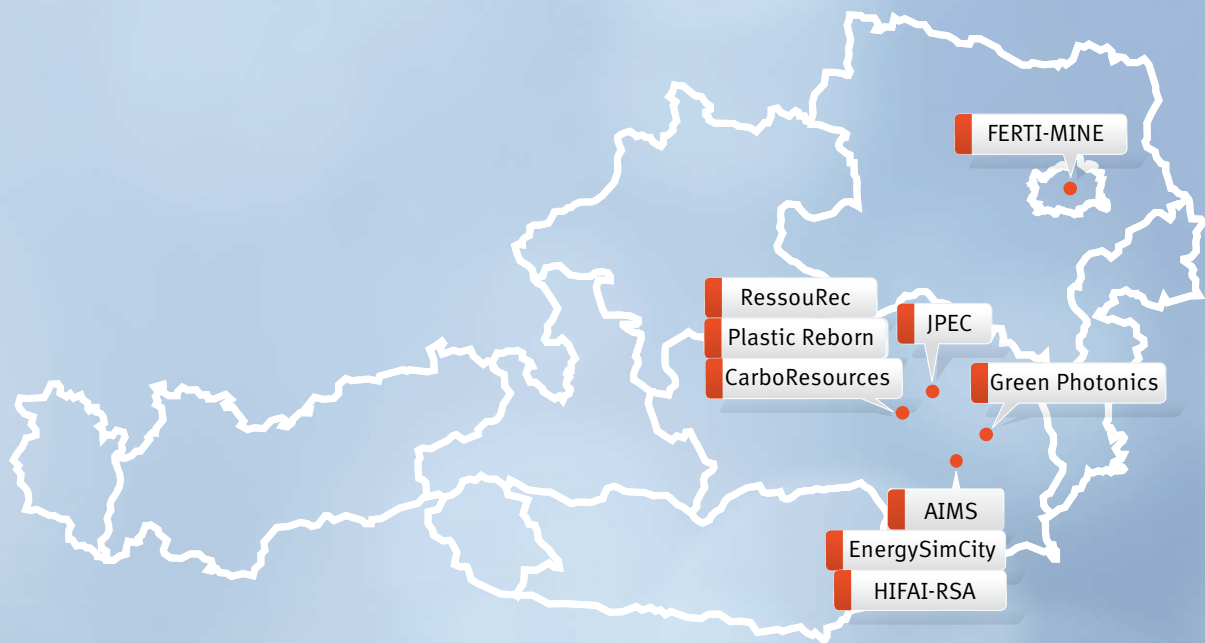 FERTI-MINE
RessouRec
Plastic Reborn
CarboResources
JPEC
Green Photonics
AIMS
EnergySimCity
HIFAI-RSA